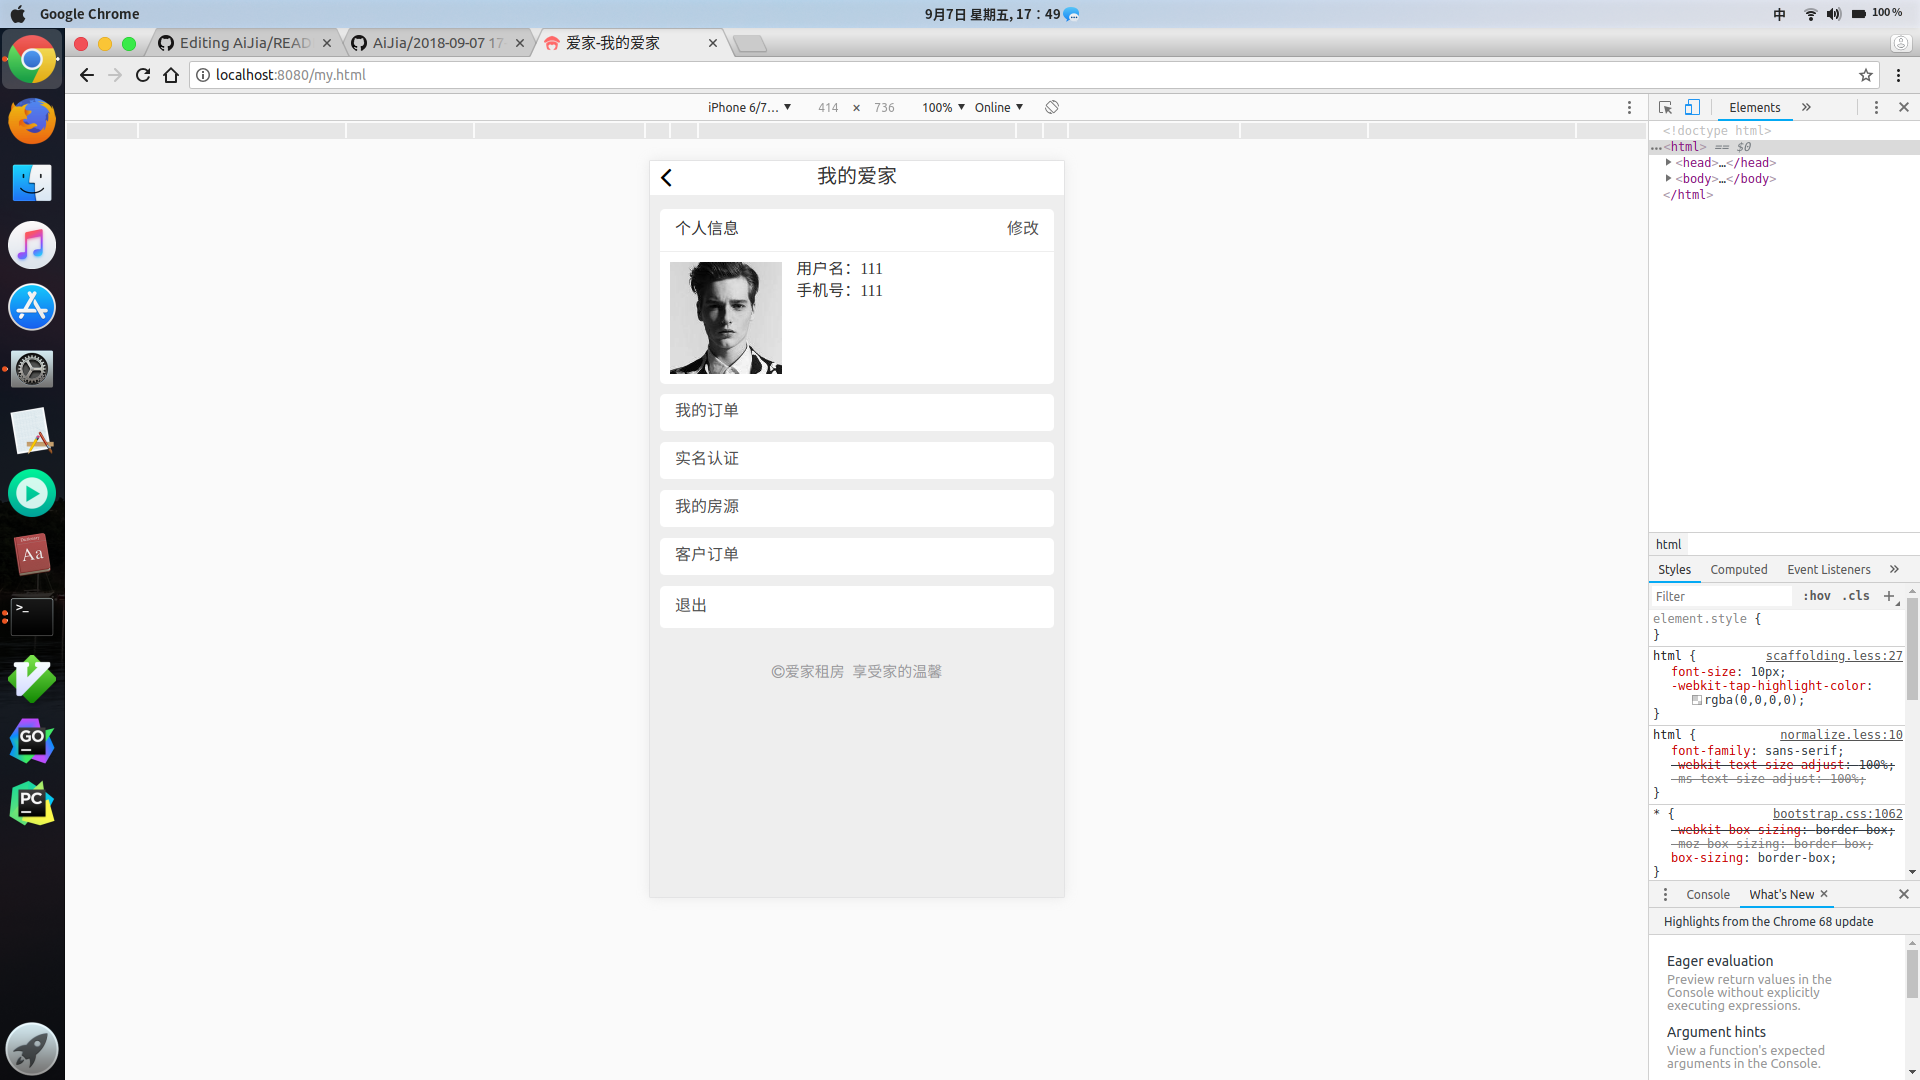 Google Chrome
9月7日 星期五, 17：49
中
100%
Editing AiJia/READ
AiJia/2018-09-07 17
爱家-我的爱家
localhost:8080/my.html
iPhone 6/7... 414 × 736 100% Online
Elements
<!doctype html>
...<html> == $0
<head>…</head>
<body>…</body>
</html>
我的爱家
个人信息
修改
用户名：111
手机号：111
我的订单
实名认证
我的房源
客户订单
退出
©爱家租房 享受家的温馨
Aa
>_
GO
PC
html
Styles
Computed
Event Listeners
Filter
:hov .cls +
element.style {
}
html { scaffolding.less:27
font-size: 10px;
-webkit-tap-highlight-color:
rgba(0,0,0,0);
}
html { normalize.less:10
font-family: sans-serif;
-webkit-text-size-adjust: 100%;
-ms-text-size-adjust: 100%;
}
* { bootstrap.css:1062
-webkit-box-sizing: border-box;
-moz-box-sizing: border-box;
box-sizing: border-box;
}
Console
What's New
Highlights from the Chrome 68 update
Eager evaluation
Preview return values in the
Console without explicitly
executing expressions.
Argument hints
View a function's expected
arguments in the Console.